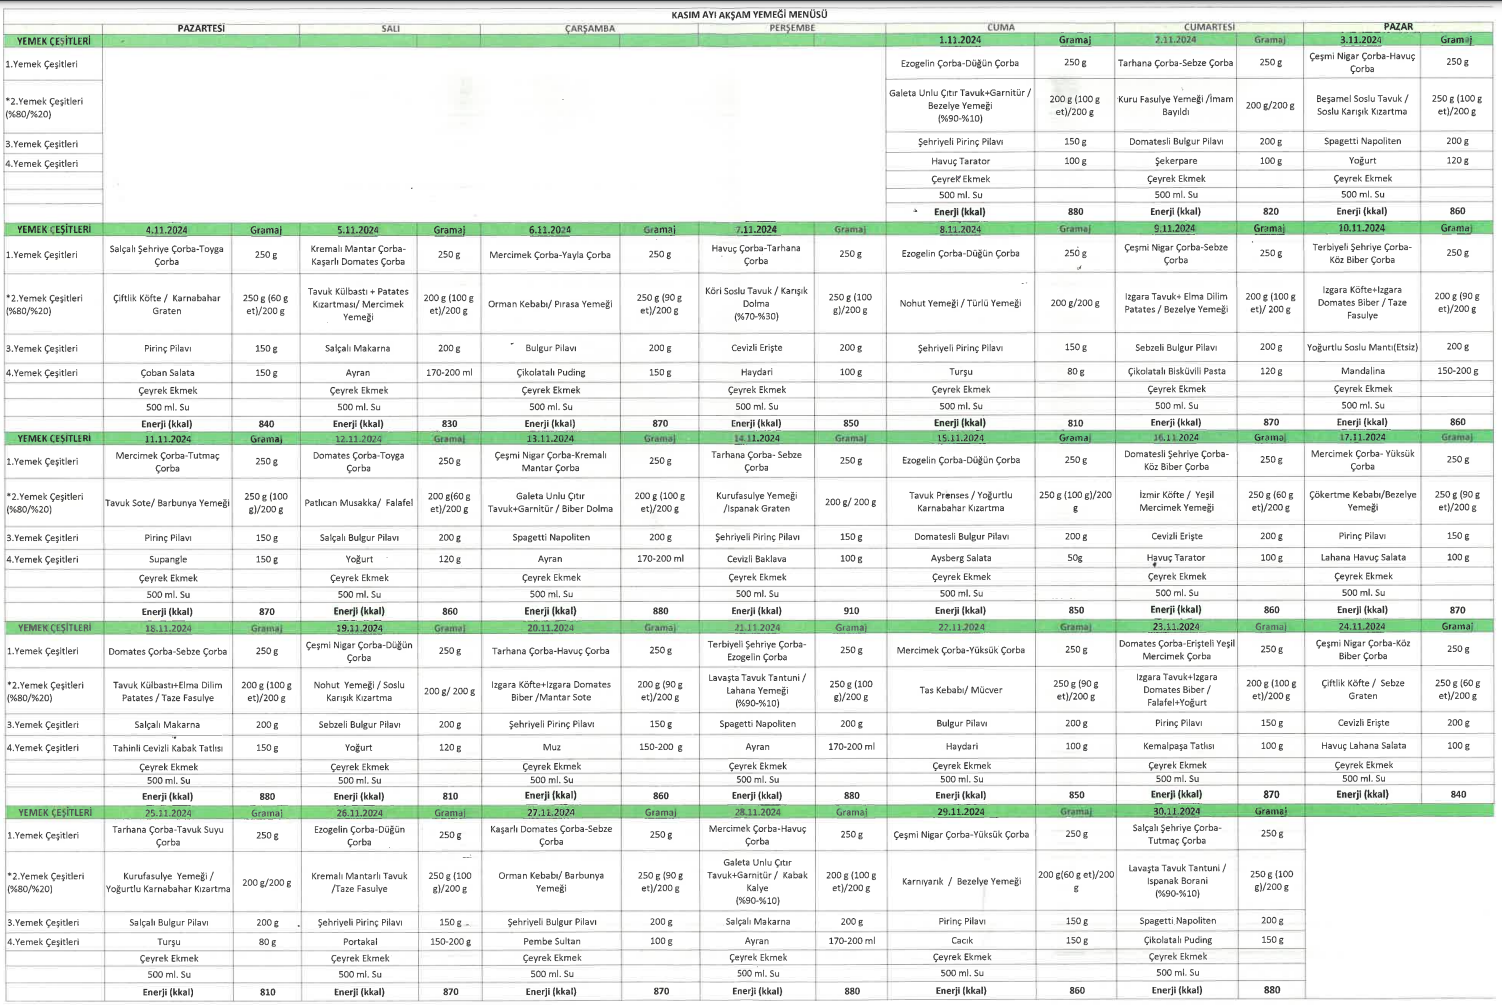 KASIM AYI AKŞAM YEMEĞİ MENÜSÜ
PAZARTESİ SALI ÇARŞAMBA PERŞEMBE CUMA CUMARTESİ PAZAR
YEMEK ÇEŞİTLERİ 1.11.2024 Gramaj 2.11.2024 Gramaj 3.11.2024 Gramaj
1.Yemek Çeşitleri Ezogelin Çorba-Düğün Çorba 250 g Tarhana Çorba-Sebze Çorba 250 g Çeşmi Nigar Çorba-Havuç Çorba 250 g
*2.Yemek Çeşitleri (%80/%20) Galeta Unlu Çıtır Tavuk+Garnitür / Bezelye Yemeği (%90-%10) 200 g (100 g et)/200 g Kuru Fasulye Yemeği /İmam Bayıldı 200 g/200 g Beşamel Soslu Tavuk / Soslu Karışık Kızartma 250 g (100 g et)/200 g
3.Yemek Çeşitleri Şehriyeli Pirinç Pilavı 150 g Domatesli Bulgur Pilavı 200 g Spagetti Napoliten 200 g
4.Yemek Çeşitleri Havuç Tarator 100 g Şekerpare 100 g Yoğurt 120 g
Çeyrek Ekmek Çeyrek Ekmek Çeyrek Ekmek
500 ml. Su 500 ml. Su 500 ml. Su
Enerji (kkal) 880 Enerji (kkal) 820 Enerji (kkal) 860
YEMEK ÇEŞİTLERİ 4.11.2024 Gramaj 5.11.2024 Gramaj 6.11.2024 Gramaj 7.11.2024 Gramaj 8.11.2024 Gramaj 9.11.2024 Gramaj 10.11.2024 Gramaj
1.Yemek Çeşitleri Salçalı Şehriye Çorba-Toyga Çorba 250 g Kremalı Mantar Çorba-Kaşarlı Domates Çorba 250 g Mercimek Çorba-Yayla Çorba 250 g Havuç Çorba-Tarhana Çorba 250 g Ezogelin Çorba-Düğün Çorba 250 g Çeşmi Nigar Çorba-Sebze Çorba 250 g Terbiyeli Şehriye Çorba-Köz Biber Çorba 250 g
*2.Yemek Çeşitleri (%80/%20) Çiftlik Köfte / Karnabahar Graten 250 g (60 g et)/200 g Tavuk Külbastı + Patates Kızartması/ Mercimek Yemeği 200 g (100 g et)/200 g Orman Kebabı/ Pırasa Yemeği 250 g (90 g et)/200 g Köri Soslu Tavuk / Karışık Dolma (%70-%30) 250 g (100 g)/200 g Nohut Yemeği / Türlü Yemeği 200 g/200 g Izgara Tavuk+ Elma Dilim Patates / Bezelye Yemeği 200 g (100 g et)/ 200 g Izgara Köfte+Izgara Domates Biber / Taze Fasulye 200 g (90 g et)/200 g
3.Yemek Çeşitleri Pirinç Pilavı 150 g Salçalı Makarna 200 g Bulgur Pilavı 200 g Cevizli Erişte 200 g Şehriyeli Pirinç Pilavı 150 g Sebzeli Bulgur Pilavı 200 g Yoğurtlu Soslu Mantı(Etsiz) 200 g
4.Yemek Çeşitleri Çoban Salata 150 g Ayran 170-200 ml Çikolatalı Puding 150 g Haydari 100 g Turşu 80 g Çikolatalı Bisküvili Pasta 120 g Mandalina 150-200 g
Çeyrek Ekmek Çeyrek Ekmek Çeyrek Ekmek Çeyrek Ekmek Çeyrek Ekmek Çeyrek Ekmek Çeyrek Ekmek
500 ml. Su 500 ml. Su 500 ml. Su 500 ml. Su 500 ml. Su 500 ml. Su 500 ml. Su
Enerji (kkal) 840 Enerji (kkal) 830 Enerji (kkal) 870 Enerji (kkal) 850 Enerji (kkal) 810 Enerji (kkal) 870 Enerji (kkal) 860
YEMEK ÇEŞİTLERİ 11.11.2024 Gramaj 12.11.2024 Gramaj 13.11.2024 Gramaj 14.11.2024 Gramaj 15.11.2024 Gramaj 16.11.2024 Gramaj 17.11.2024 Gramaj
1.Yemek Çeşitleri Mercimek Çorba-Tutmaç Çorba 250 g Domates Çorba-Toyga Çorba 250 g Çeşmi Nigar Çorba-Kremalı Mantar Çorba 250 g Tarhana Çorba- Sebze Çorba 250 g Ezogelin Çorba-Düğün Çorba 250 g Domatesli Şehriye Çorba-Köz Biber Çorba 250 g Mercimek Çorba- Yüksük Çorba 250 g
*2.Yemek Çeşitleri (%80/%20) Tavuk Sote/ Barbunya Yemeği 250 g (100 g)/200 g Patlıcan Musakka/ Falafel 200 g(60 g et)/200 g Galeta Unlu Çıtır Tavuk+Garnitür / Biber Dolma 200 g (100 g et)/200 g Kurufasulye Yemeği /Ispanak Graten 200 g/ 200 g Tavuk Prenses / Yoğurtlu Karnabahar Kızartma 250 g (100 g)/200 g İzmir Köfte / Yeşil Mercimek Yemeği 250 g (60 g et)/200 g Çökertme Kebabı/Bezelye Yemeği 250 g (90 g et)/200 g
3.Yemek Çeşitleri Pirinç Pilavı 150 g Salçalı Bulgur Pilavı 200 g Spagetti Napoliten 200 g Şehriyeli Pirinç Pilavı 150 g Domatesli Bulgur Pilavı 200 g Cevizli Erişte 200 g Pirinç Pilavı 150 g
4.Yemek Çeşitleri Supangle 150 g Yoğurt 120 g Ayran 170-200 ml Cevizli Baklava 100 g Aysberg Salata 50g Havuç Tarator 100 g Lahana Havuç Salata 100 g
Çeyrek Ekmek Çeyrek Ekmek Çeyrek Ekmek Çeyrek Ekmek Çeyrek Ekmek Çeyrek Ekmek Çeyrek Ekmek
500 ml. Su 500 ml. Su 500 ml. Su 500 ml. Su 500 ml. Su 500 ml. Su 500 ml. Su
Enerji (kkal) 870 Enerji (kkal) 860 Enerji (kkal) 880 Enerji (kkal) 910 Enerji (kkal) 850 Enerji (kkal) 860 Enerji (kkal) 870
YEMEK ÇEŞİTLERİ 18.11.2024 Gramaj 19.11.2024 Gramaj 20.11.2024 Gramaj 21.11.2024 Gramaj 22.11.2024 Gramaj 23.11.2024 Gramaj 24.11.2024 Gramaj
1.Yemek Çeşitleri Domates Çorba-Sebze Çorba 250 g Çeşmi Nigar Çorba-Düğün Çorba 250 g Tarhana Çorba-Havuç Çorba 250 g Terbiyeli Şehriye Çorba-Ezogelin Çorba 250 g Mercimek Çorba-Yüksük Çorba 250 g Domates Çorba-Erişteli Yeşil Mercimek Çorba 250 g Çeşmi Nigar Çorba-Köz Biber Çorba 250 g
*2.Yemek Çeşitleri (%80/%20) Tavuk Külbastı+Elma Dilim Patates / Taze Fasulye 200 g (100 g et)/200 g Nohut Yemeği / Soslu Karışık Kızartma 200 g/ 200 g Izgara Köfte+Izgara Domates Biber /Mantar Sote 200 g (90 g et)/200 g Lavaşta Tavuk Tantuni / Lahana Yemeği (%90-%10) 250 g (100 g)/200 g Tas Kebabı/ Mücver 250 g (90 g et)/200 g Izgara Tavuk+Izgara Domates Biber / Falafel+Yoğurt 200 g (100 g et)/200 g Çiftlik Köfte / Sebze Graten 250 g (60 g et)/200 g
3.Yemek Çeşitleri Salçalı Makarna 200 g Sebzeli Bulgur Pilavı 200 g Şehriyeli Pirinç Pilavı 150 g Spagetti Napoliten 200 g Bulgur Pilavı 200 g Pirinç Pilavı 150 g Cevizli Erişte 200 g
4.Yemek Çeşitleri Tahinli Cevizli Kabak Tatlısı 150 g Yoğurt 120 g Muz 150-200 g Ayran 170-200 ml Haydari 100 g Kemalpaşa Tatlısı 100 g Havuç Lahana Salata 100 g
Çeyrek Ekmek Çeyrek Ekmek Çeyrek Ekmek Çeyrek Ekmek Çeyrek Ekmek Çeyrek Ekmek Çeyrek Ekmek
500 ml. Su 500 ml. Su 500 ml. Su 500 ml. Su 500 ml. Su 500 ml. Su 500 ml. Su
Enerji (kkal) 880 Enerji (kkal) 810 Enerji (kkal) 860 Enerji (kkal) 880 Enerji (kkal) 850 Enerji (kkal) 870 Enerji (kkal) 840
YEMEK ÇEŞİTLERİ 25.11.2024 Gramaj 26.11.2024 Gramaj 27.11.2024 Gramaj 28.11.2024 Gramaj 29.11.2024 Gramaj 30.11.2024 Gramaj
1.Yemek Çeşitleri Tarhana Çorba-Tavuk Suyu Çorba 250 g Ezogelin Çorba-Düğün Çorba 250 g Kaşarlı Domates Çorba-Sebze Çorba 250 g Mercimek Çorba-Havuç Çorba 250 g Çeşmi Nigar Çorba-Yüksük Çorba 250 g Salçalı Şehriye Çorba-Tutmaç Çorba 250 g
*2.Yemek Çeşitleri (%80/%20) Kurufasulye Yemeği / Yoğurtlu Karnabahar Kızartma 200 g/200 g Kremalı Mantarlı Tavuk /Taze Fasulye 250 g (100 g)/200 g Orman Kebabı/ Barbunya Yemeği 250 g (90 g et)/200 g Galeta Unlu Çıtır Tavuk+Garnitür / Kabak Kalye (%90-%10) 200 g (100 g et)/200 g Karnıyarık / Bezelye Yemeği 200 g(60 g et)/200 g Lavaşta Tavuk Tantuni / Ispanak Borani (%90-%10) 250 g (100 g)/200 g
3.Yemek Çeşitleri Salçalı Bulgur Pilavı 200 g Şehriyeli Pirinç Pilavı 150 g Şehriyeli Bulgur Pilavı 200 g Salçalı Makarna 200 g Pirinç Pilavı 150 g Spagetti Napoliten 200 g
4.Yemek Çeşitleri Turşu 80 g Portakal 150-200 g Pembe Sultan 100 g Ayran 170-200 ml Cacık 150 g Çikolatalı Puding 150 g
Çeyrek Ekmek Çeyrek Ekmek Çeyrek Ekmek Çeyrek Ekmek Çeyrek Ekmek Çeyrek Ekmek
500 ml. Su 500 ml. Su 500 ml. Su 500 ml. Su 500 ml. Su 500 ml. Su
Enerji (kkal) 810 Enerji (kkal) 870 Enerji (kkal) 870 Enerji (kkal) 880 Enerji (kkal) 860 Enerji (kkal) 880